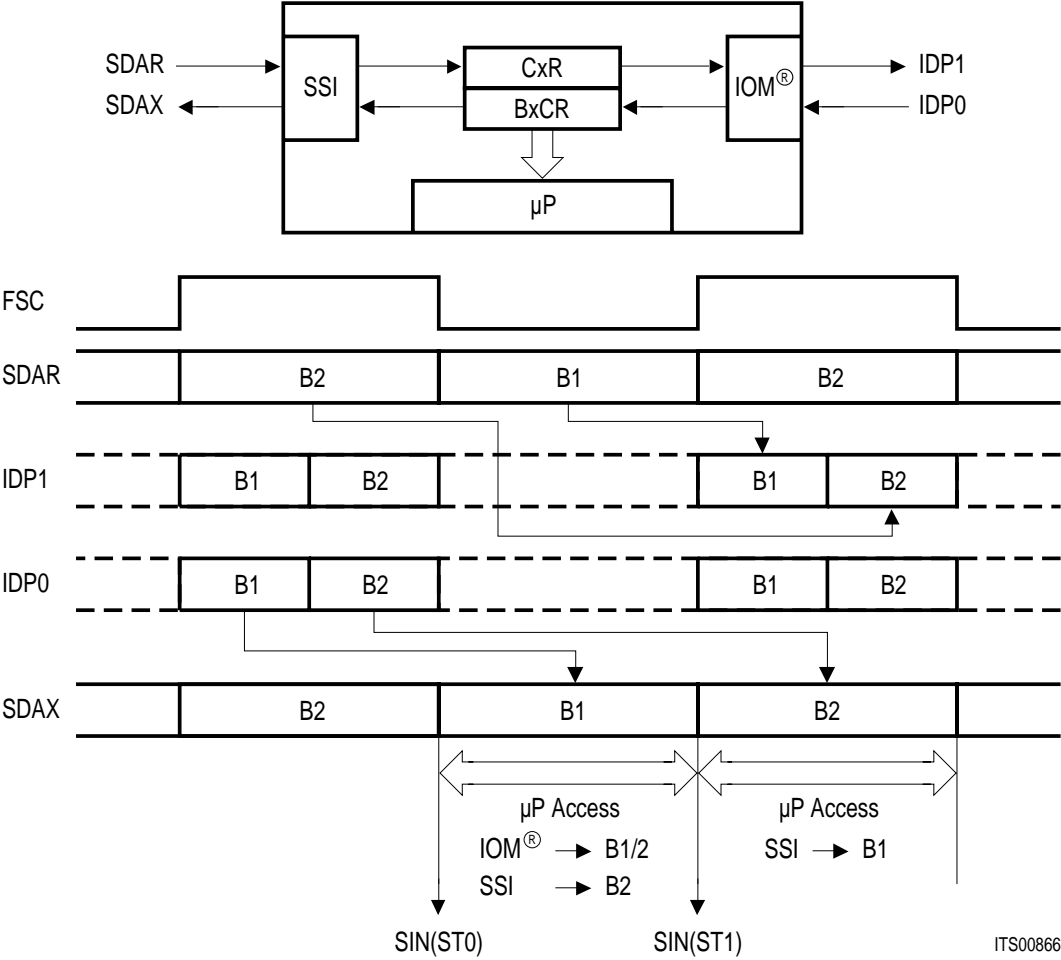 SDAR
SDAX
SSI
CxR
BxCR
IOM®
IDP1
IDP0
µP
FSC
SDAR B2 B1 B2
IDP1 B1 B2 B1 B2
IDP0 B1 B2 B1 B2
SDAX B2 B1 B2
µP Access µP Access
IOM® → B1/2 SSI → B1
SSI → B2
SIN(ST0) SIN(ST1) ITS00866